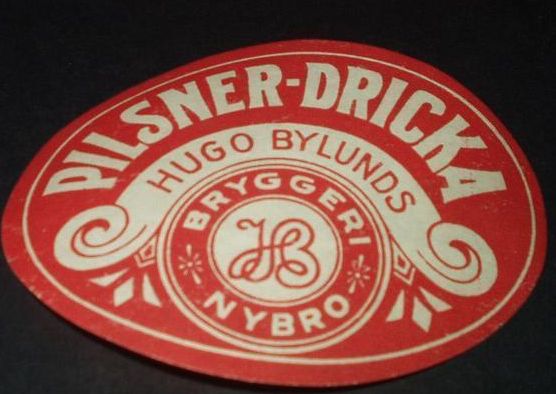 PILSNER-DRICKA
HUGO BYLUNDS
BRYGGERI
HB
NYBRO